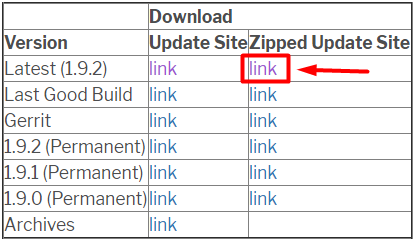 Download
Version Update Site Zipped Update Site
Latest (1.9.2) link link
Last Good Build link link
Gerrit link link
1.9.2 (Permanent) link link
1.9.1 (Permanent) link link
1.9.0 (Permanent) link link
Archives link